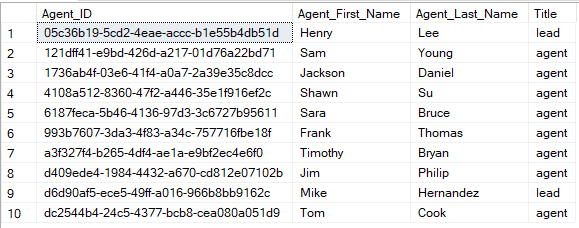 Agent_ID Agent_First_Name Agent_Last_Name Title
1 05c36b19-5cd2-4eae-accc-b1e55b4db51d Henry Lee lead
2 121dff41-e9bd-426d-a217-01d76a22bd71 Sam Young agent
3 1736ab4f-03e6-41f4-a0a7-2a39e35c8dcc Jackson Daniel agent
4 4108a512-8360-47f2-a446-35e1f916ef2c Shawn Su agent
5 6187feca-5b46-4136-97d3-3c6727b95611 Sara Bruce agent
6 993b7607-3da3-4f83-a34c-757716fbe18f Frank Thomas agent
7 a3f327f4-b265-4df4-ae1a-e9bf2ec4e6f0 Timothy Bryan agent
8 d409ede4-1984-4432-a670-cd812e07102b Jim Philip agent
9 d6d90af5-ece5-49ff-a016-966b8bb9162c Mike Hernandez lead
10 dc2544b4-24c5-4377-bcb8-cea080a051d9 Tom Cook agent